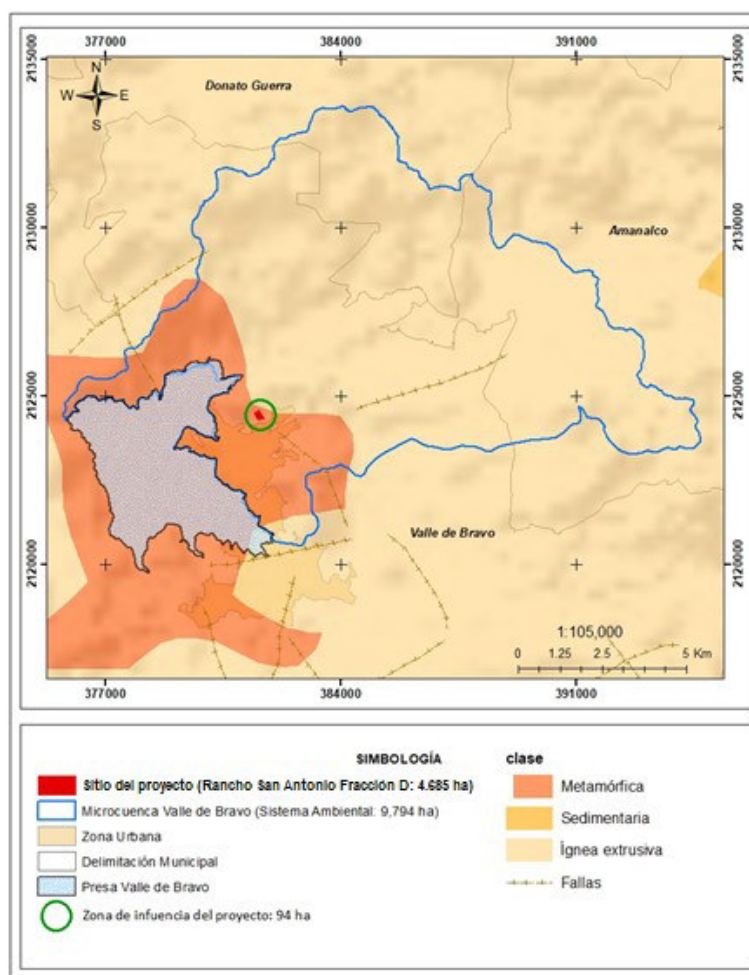 377000 384000 391000
2135000 2135000
N
W E
S
Donato Guerra
2130000 2130000
Amanalco
2125000 2125000
Valle de Bravo
2120000 2120000
1:105,000
0 1.25 2.5 5 Km
377000 384000 391000
SIMBOLOGÍA
Sitio del proyecto (Rancho San Antonio Fracción D: 4.685 ha)
Microcuenca Valle de Bravo (Sistema Ambiental: 9,794 ha)
Zona Urbana
Delimitación Municipal
Presa Valle de Bravo
Zona de infuencia del proyecto: 94 ha
clase
Metamórfica
Sedimentaria
Ígnea extrusiva
Fallas